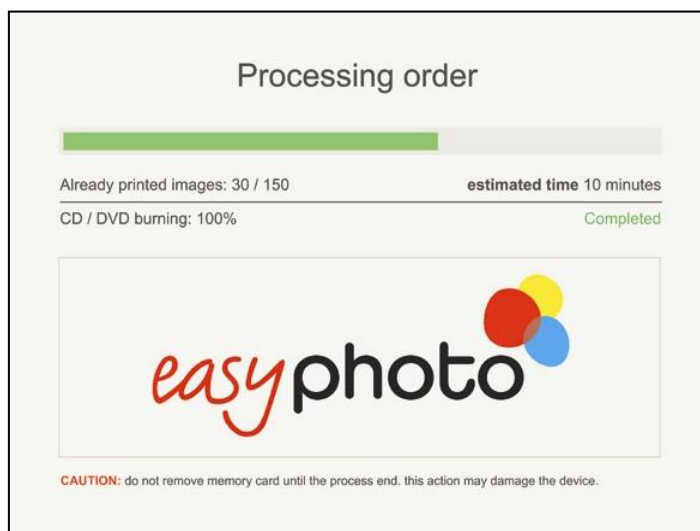 Processing order
Already printed images: 30 / 150 estimated time 10 minutes
CD / DVD burning: 100% Completed
easyphoto
CAUTION: do not remove memory card until the process end. this action may damage the device.